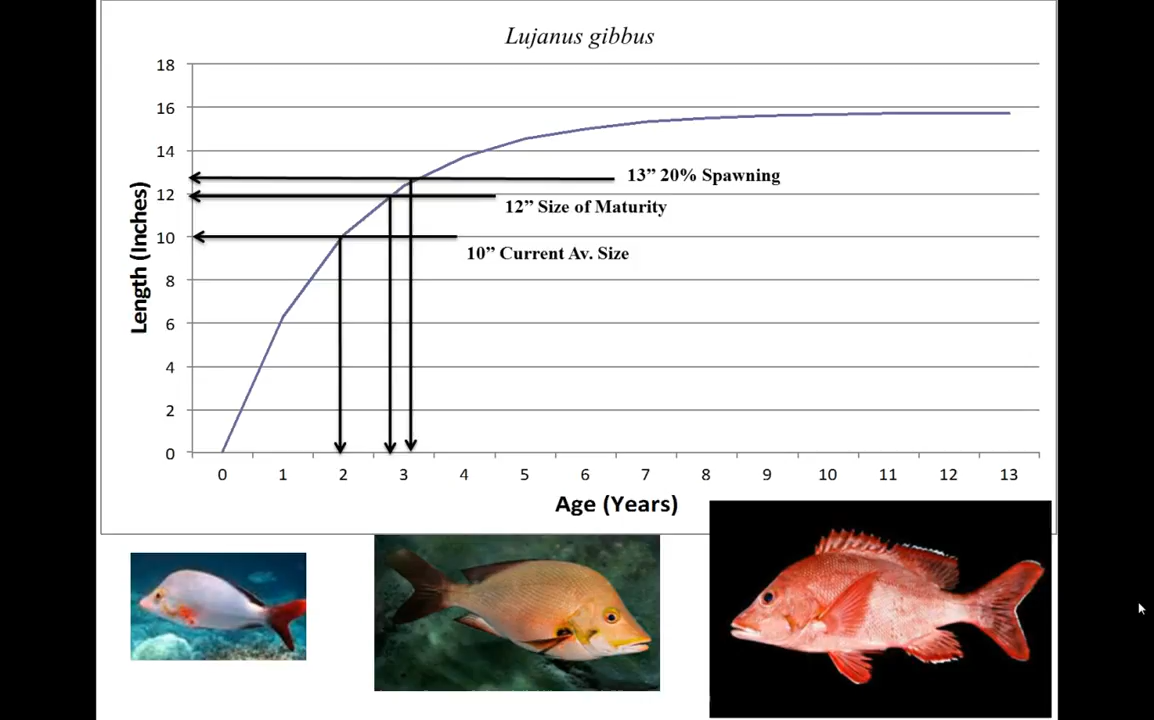 Lujanus gibbus
18
16
14
13” 20% Spawning
12
12” Size of Maturity
10
10” Current Av. Size
8
6
4
2
0
Length (Inches)
0 1 2 3 4 5 6 7 8 9 10 11 12 13
Age (Years)